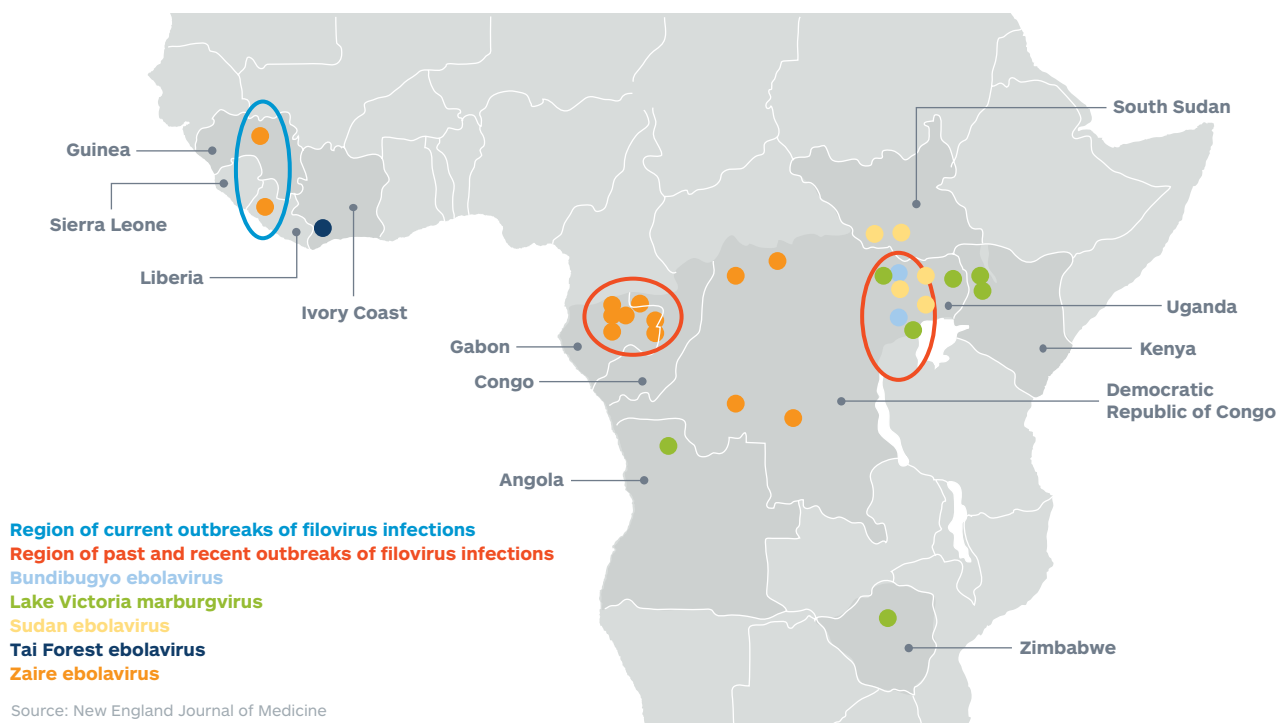 South Sudan
Guinea
Sierra Leone
Liberia
Ivory Coast
Uganda
Gabon
Kenya
Congo
Democratic
Republic of Congo
Angola
Region of current outbreaks of filovirus infections
Region of past and recent outbreaks of filovirus infections
Bundibugyo ebolavirus
Lake Victoria marburgvirus
Sudan ebolavirus
Tai Forest ebolavirus
Zaire ebolavirus
Zimbabwe
Source: New England Journal of Medicine